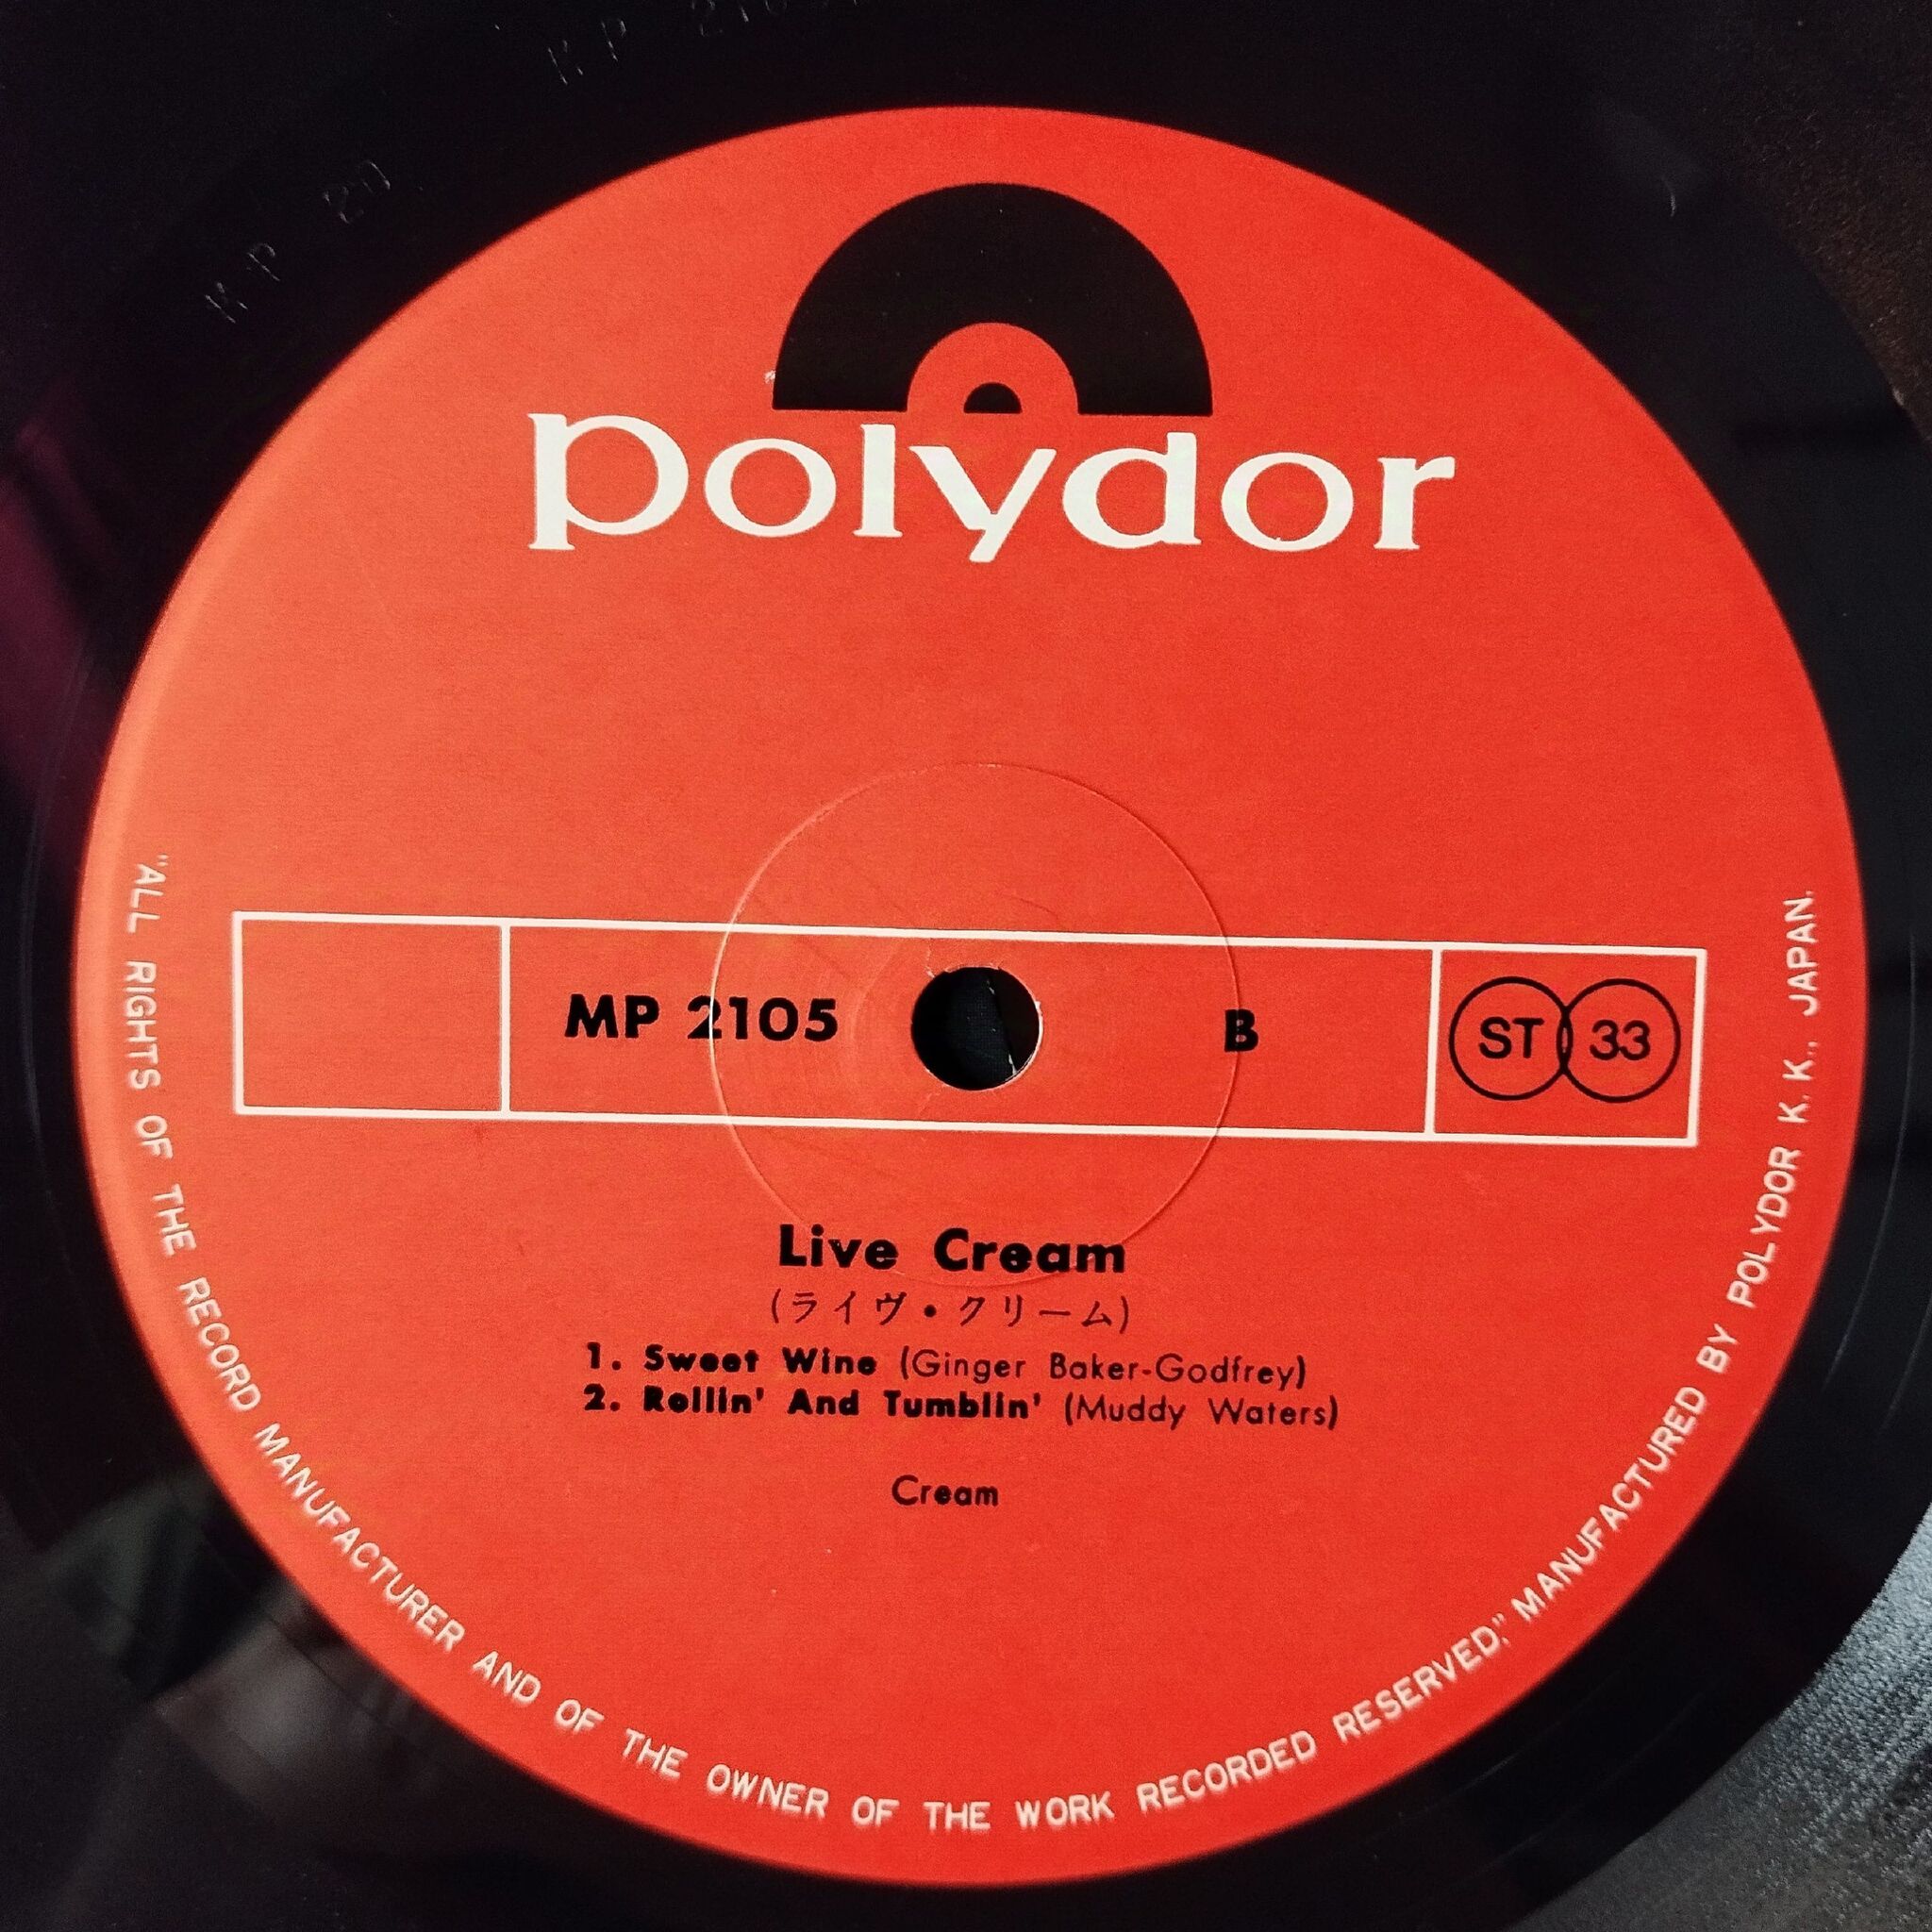 polydor
MP 2105
B
ST 33
Live Cream
(ライヴ・クリーム)
1. Sweet Wine (Ginger Baker-Godfrey)
2. Rollin' And Tumblin' (Muddy Waters)
Cream
"ALL RIGHTS OF THE RECORD MANUFACTURER AND OF THE OWNER OF THE WORK RECORDED RESERVED," MANUFACTURED BY POLYDOR K.K., JAPAN.